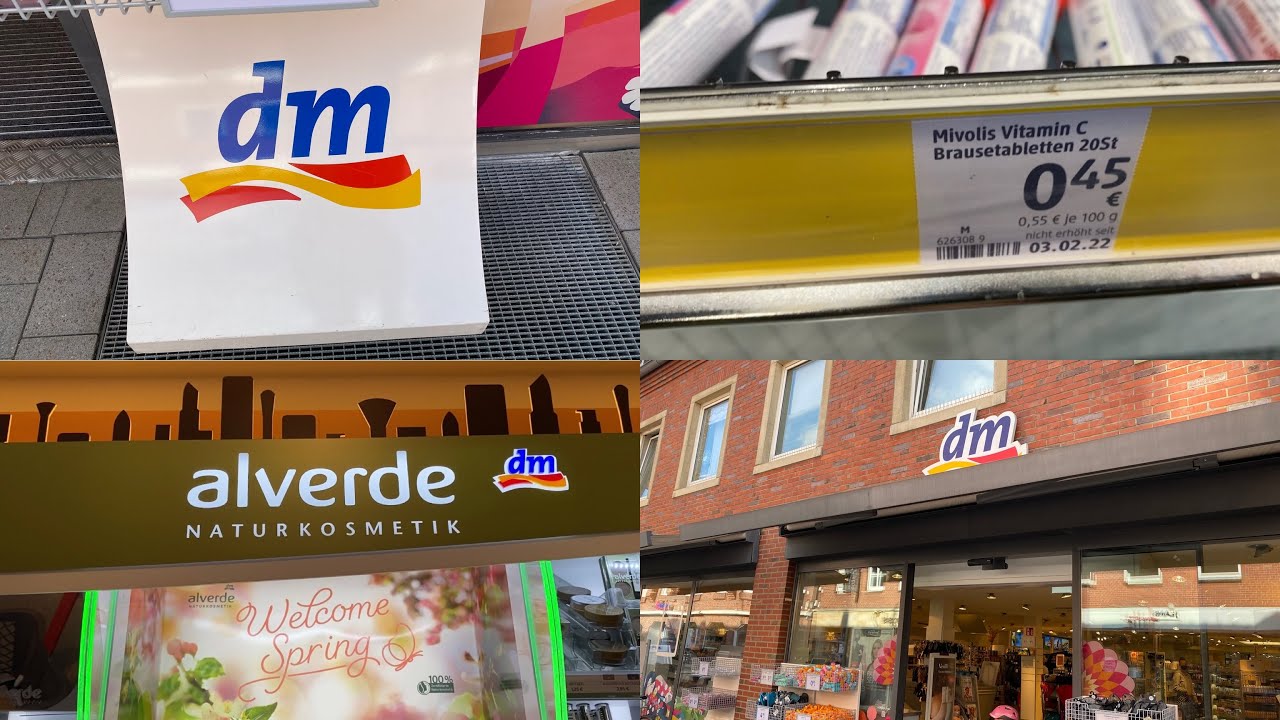 dm
Mivolis Vitamin C
Brausetabletten 20St
0 45
€
0,55 € je 100 g
M
nicht erhöht seit
626308 9
03.02.22
alverde
dm
NATURKOSMETIK
alverde
NATURKOSMETIK
Welcome
Spring
100%
dm